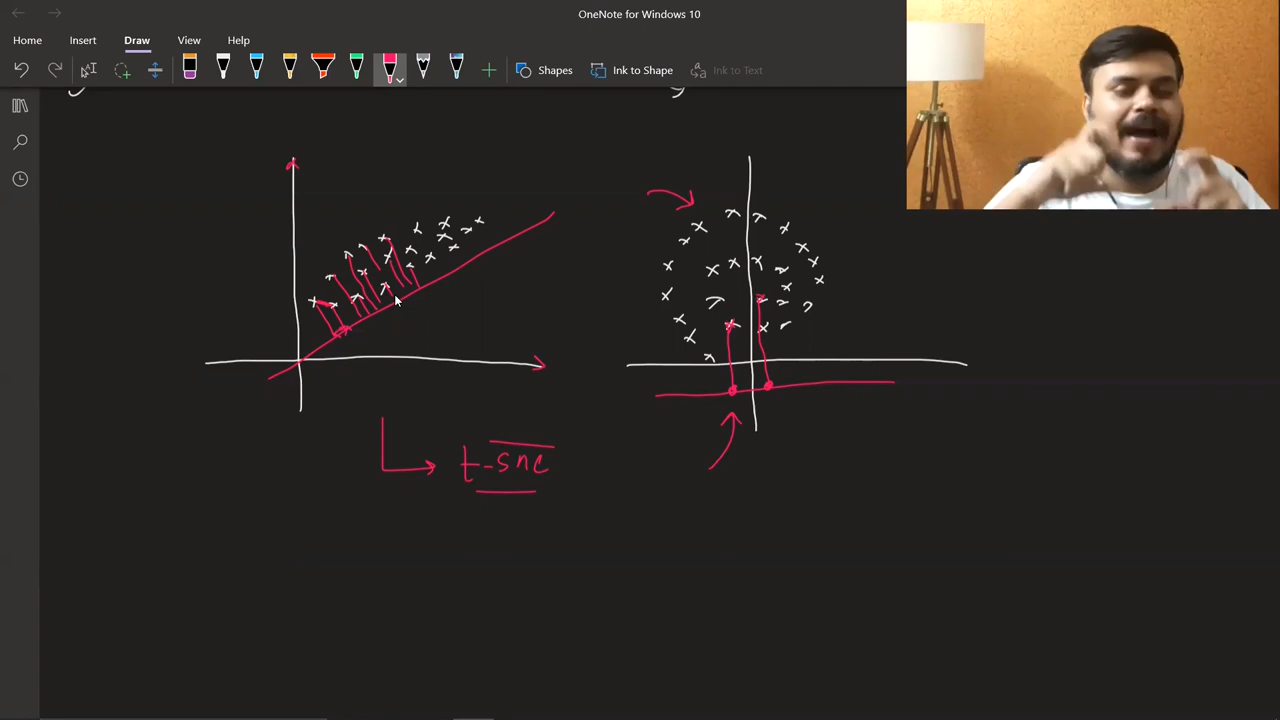 OneNote for Windows 10
Home Insert Draw View Help
Shapes Ink to Shape Ink to Text
t-sne